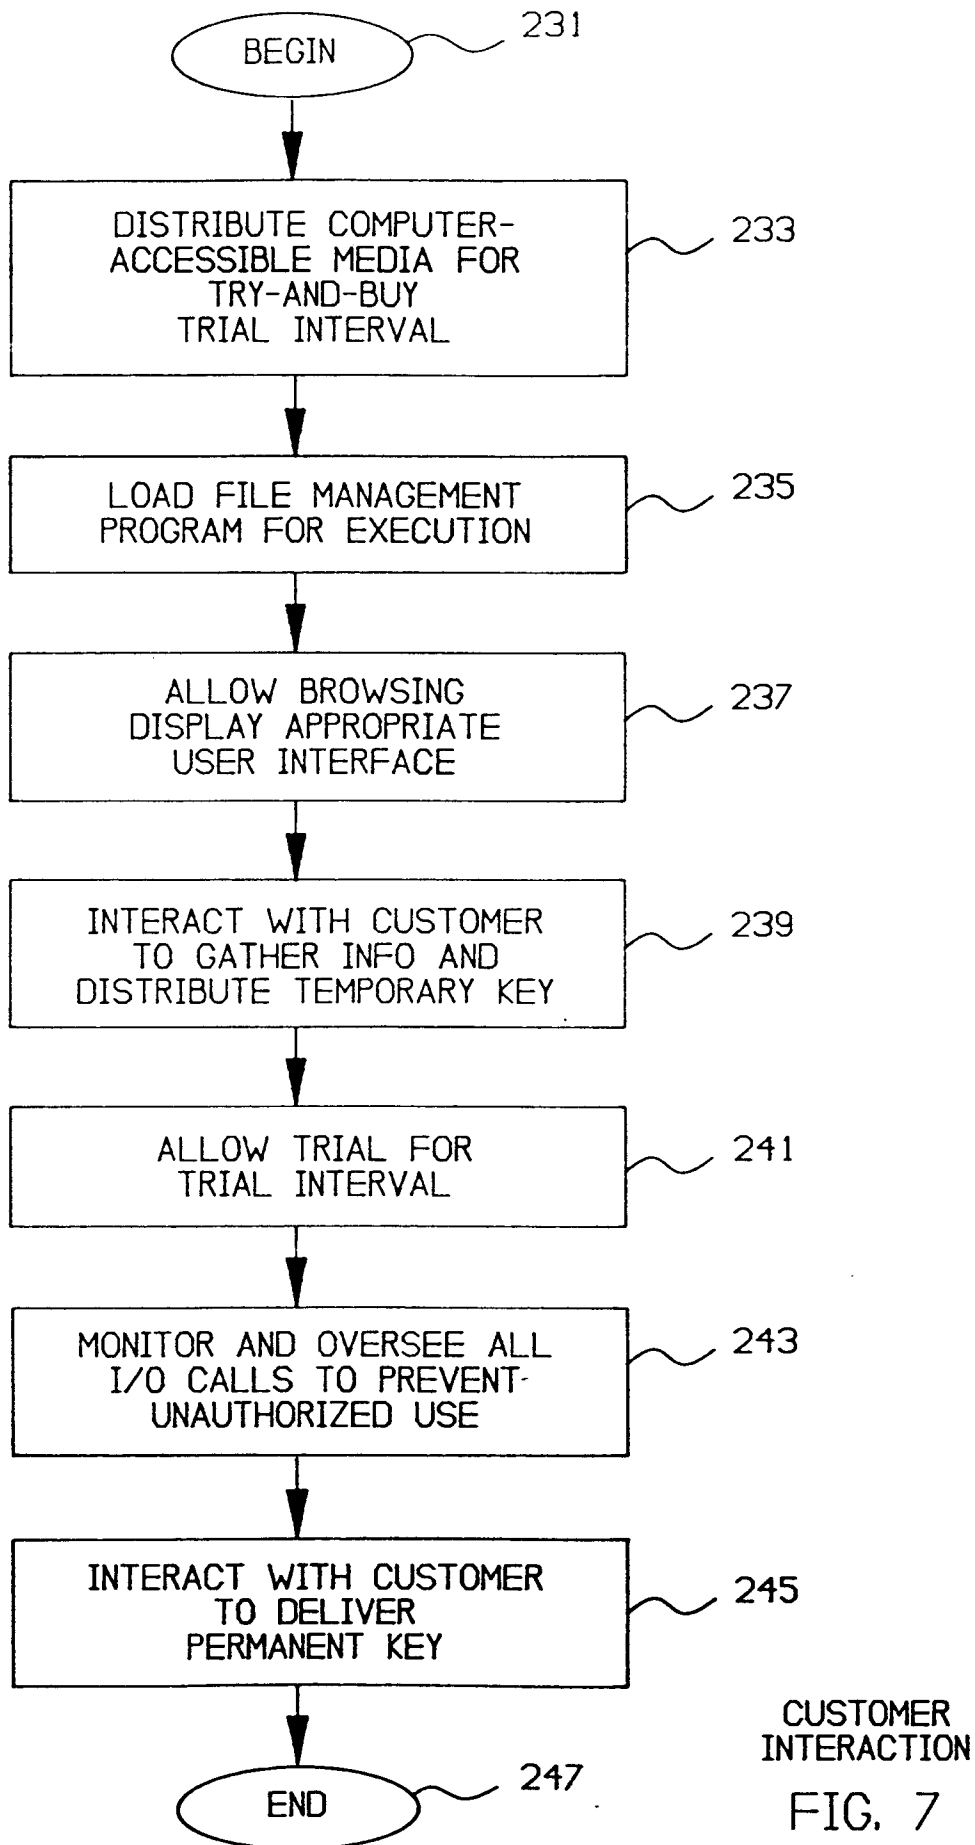 BEGIN
231
DISTRIBUTE COMPUTER-
ACCESSIBLE MEDIA FOR
TRY-AND-BUY
TRIAL INTERVAL
233
LOAD FILE MANAGEMENT
PROGRAM FOR EXECUTION
235
ALLOW BROWSING
DISPLAY APPROPRIATE
USER INTERFACE
237
INTERACT WITH CUSTOMER
TO GATHER INFO AND
DISTRIBUTE TEMPORARY KEY
239
ALLOW TRIAL FOR
TRIAL INTERVAL
241
MONITOR AND OVERSEE ALL
I/O CALLS TO PREVENT
UNAUTHORIZED USE
243
INTERACT WITH CUSTOMER
TO DELIVER
PERMANENT KEY
245
END
247
CUSTOMER
INTERACTION
FIG. 7